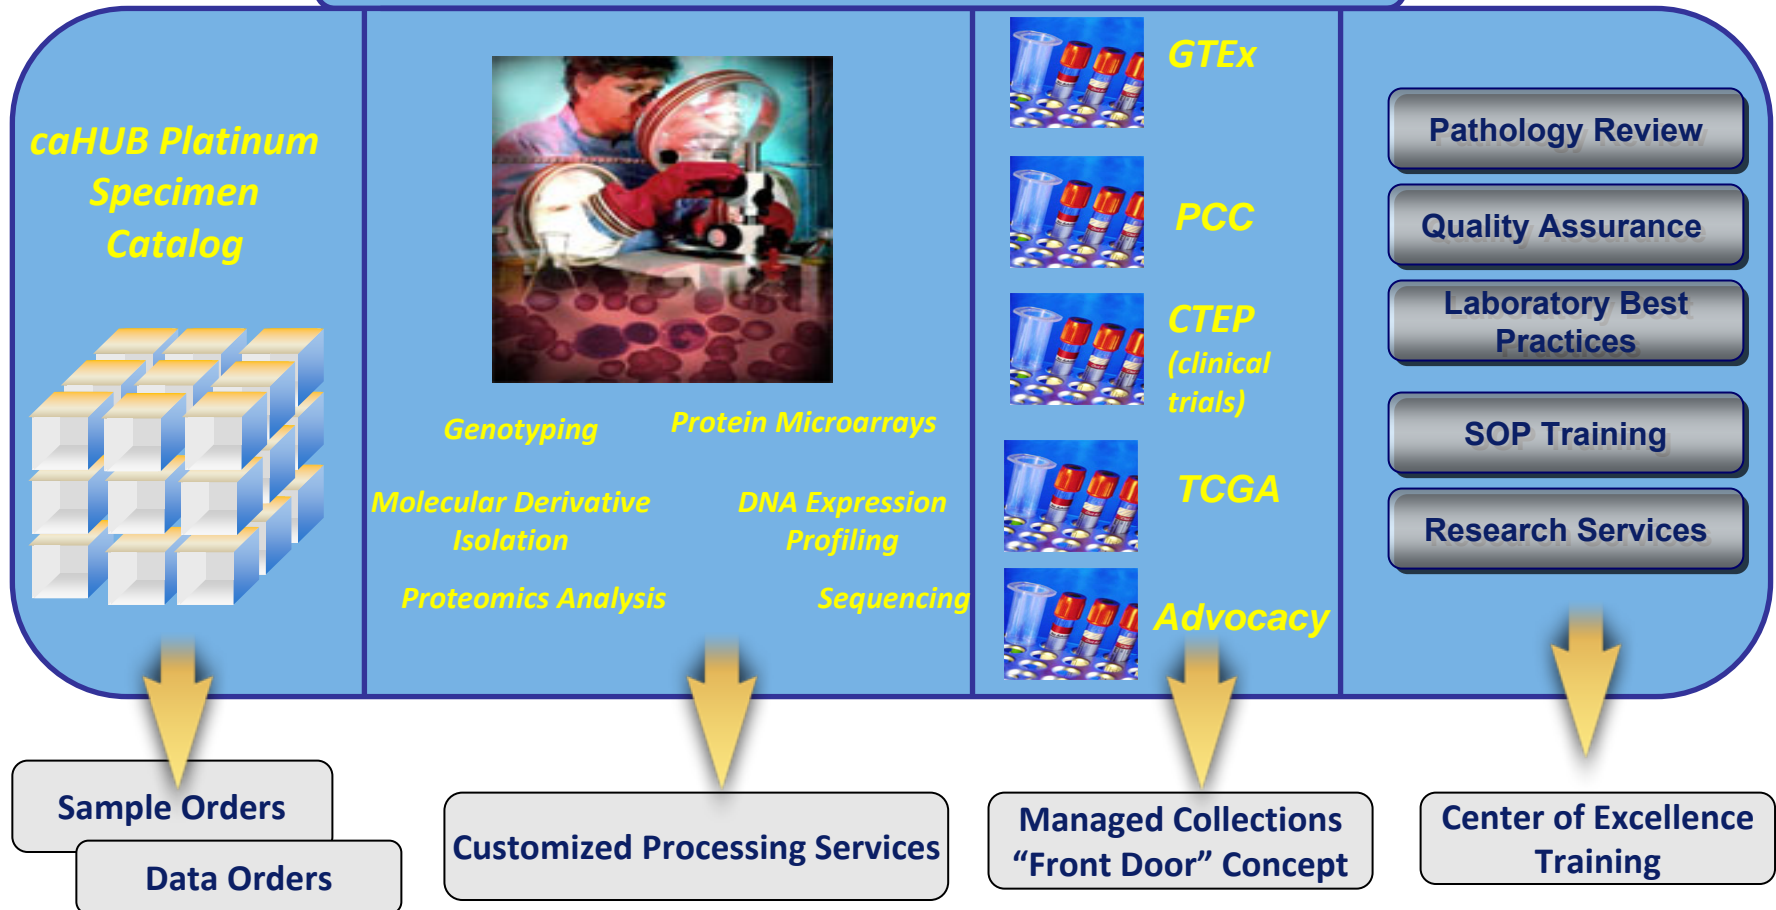 caHUB Platinum
Specimen
Catalog
Genotyping
Protein Microarrays
Molecular Derivative
Isolation
DNA Expression
Profiling
Proteomics Analysis
Sequencing
GTEx
PCC
CTEP
(clinical
trials)
TCGA
Advocacy
Pathology Review
Quality Assurance
Laboratory Best
Practices
SOP Training
Research Services
Sample Orders
Data Orders
Customized Processing Services
Managed Collections
“Front Door” Concept
Center of Excellence
Training